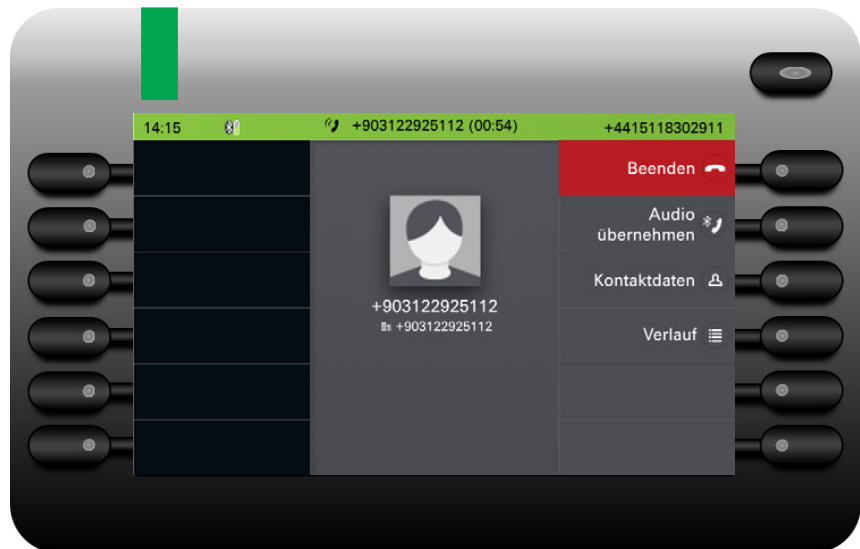 14:15
+903122925112 (00:54)
+4415118302911
Beenden
Audio
übernehmen
Kontaktdaten
Verlauf
+903122925112
+903122925112